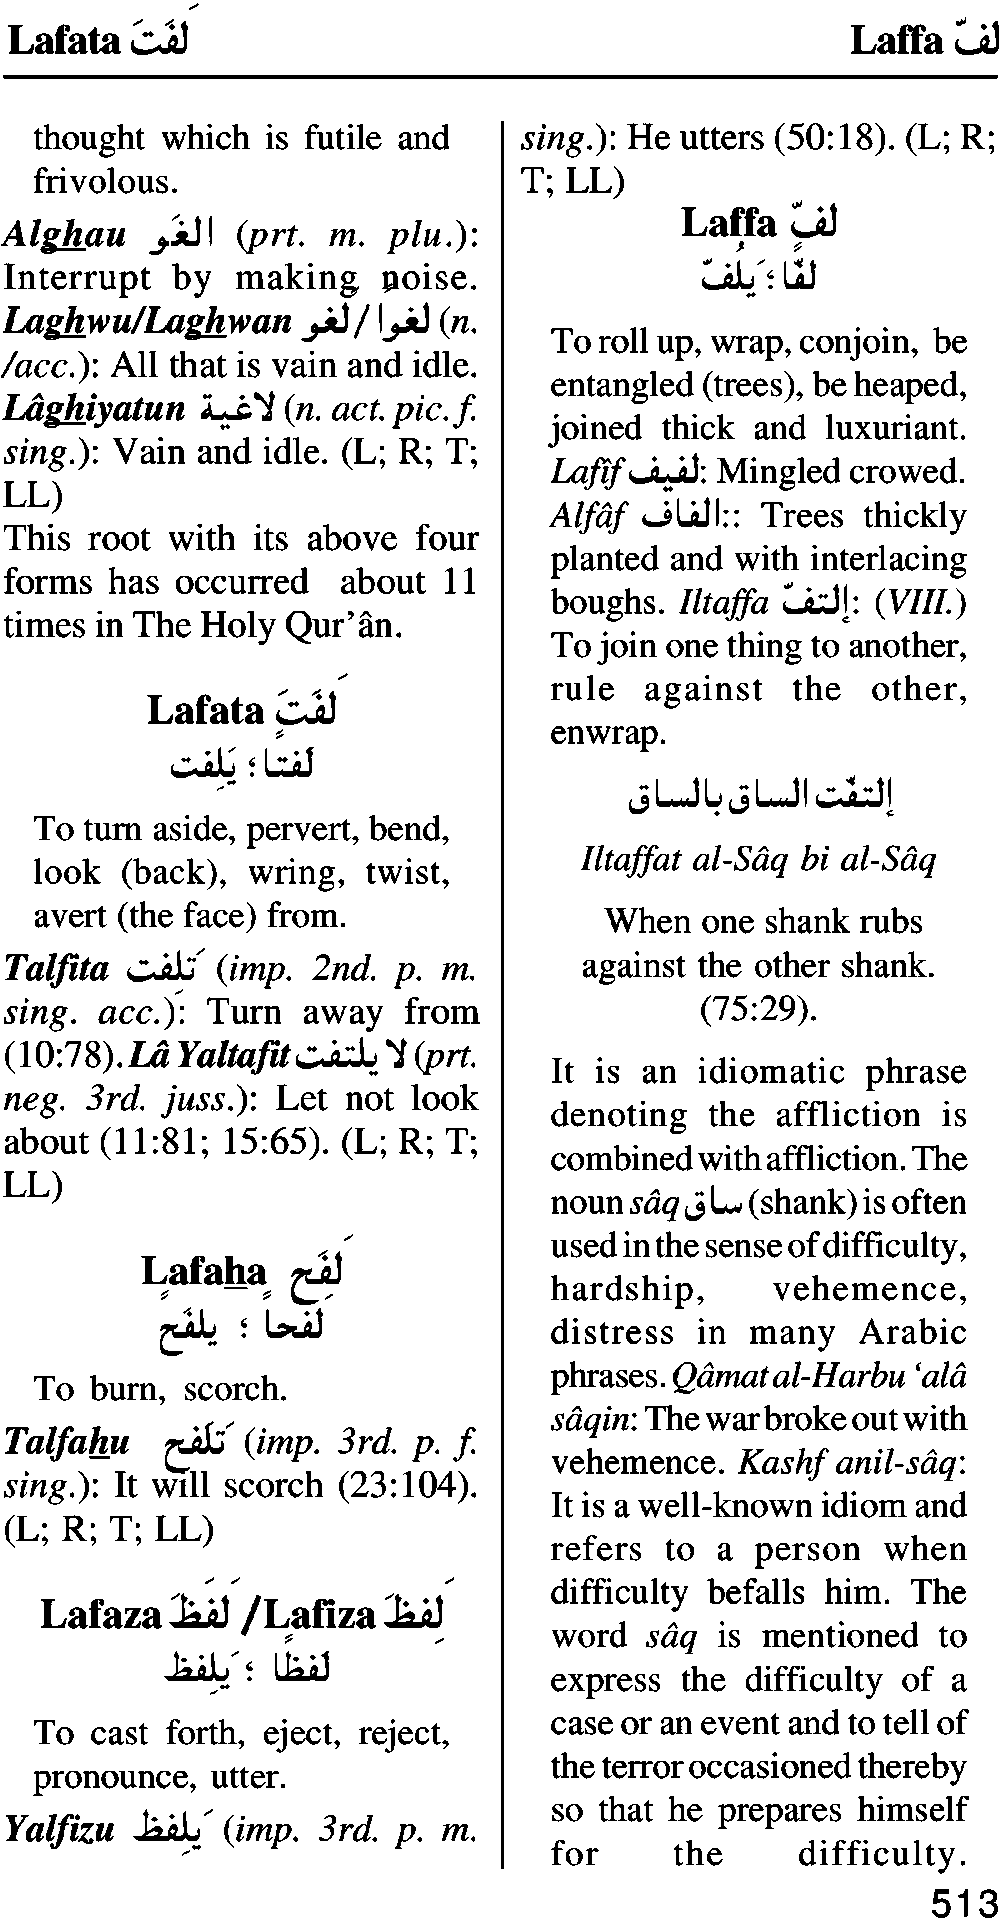 Lafata لَفَتَ
Laffa لفّ
thought which is futile and
frivolous.
Alghau الغَو (prt. m. plu.):
Interrupt by making noise.
Laghwu/Laghwan لغوا/لغو (n.
/acc.): All that is vain and idle.
Lâghiyatun لاغيـة (n. act. pic. f.
sing.): Vain and idle. (L; R; T;
LL)
This root with its above four
forms has occurred about 11
times in The Holy Qur’ân.
Lafata لَفَتَ
لَفتـا ؛ يَلِفت
To turn aside, pervert, bend,
look (back), wring, twist,
avert (the face) from.
Talfita تَلفت (imp. 2nd. p. m.
sing. acc.): Turn away from
(10:78). Lâ Yaltafit لا يلتفت (prt.
neg. 3rd. juss.): Let not look
about (11:81; 15:65). (L; R; T;
LL)
Lafaha لَفَح
لَفحاً ؛ يلفَح
To burn, scorch.
Talfahu تَلفَح (imp. 3rd. p. f.
sing.): It will scorch (23:104).
(L; R; T; LL)
Lafaza لَفَظَ /Lafiza لَفِظَ
لَفظاً ؛ يَلِفظ
To cast forth, eject, reject,
pronounce, utter.
Yalfizu يَلِفظ (imp. 3rd. p. m.
sing.): He utters (50:18). (L; R;
T; LL)
Laffa لفّ
لفًّا ؛ يَلُفّ
To roll up, wrap, conjoin, be
entangled (trees), be heaped,
joined thick and luxuriant.
Lafîf لفيف: Mingled crowed.
Alfâf الفاف:: Trees thickly
planted and with interlacing
boughs. Iltaffa إلتفّ: (VIII.)
To join one thing to another,
rule against the other,
enwrap.
إلتفّت الساق بالساق
Iltaffat al-Sâq bi al-Sâq
When one shank rubs
against the other shank.
(75:29).
It is an idiomatic phrase
denoting the affliction is
combined with affliction. The
noun sâq ساق (shank) is often
used in the sense of difficulty,
hardship, vehemence,
distress in many Arabic
phrases. Qâmat al-Harbu ‘alâ
sâqin: The war broke out with
vehemence. Kashf anil-sâq:
It is a well-known idiom and
refers to a person when
difficulty befalls him. The
word sâq is mentioned to
express the difficulty of a
case or an event and to tell of
the terror occasioned thereby
so that he prepares himself
for the difficulty.
513